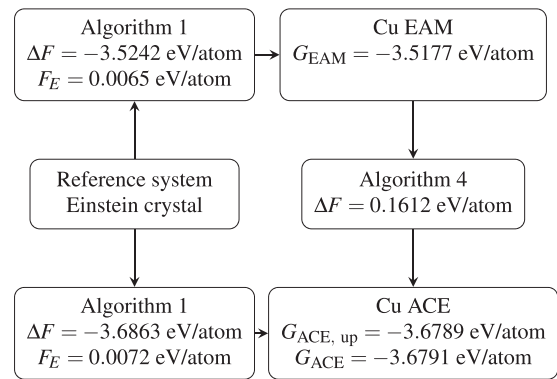 Algorithm 1
ΔF = −3.5242 eV/atom
F_E = 0.0065 eV/atom
Cu EAM
G_EAM = −3.5177 eV/atom
Reference system
Einstein crystal
Algorithm 4
ΔF = 0.1612 eV/atom
Algorithm 1
ΔF = −3.6863 eV/atom
F_E = 0.0072 eV/atom
Cu ACE
G_ACE, up = −3.6789 eV/atom
G_ACE = −3.6791 eV/atom